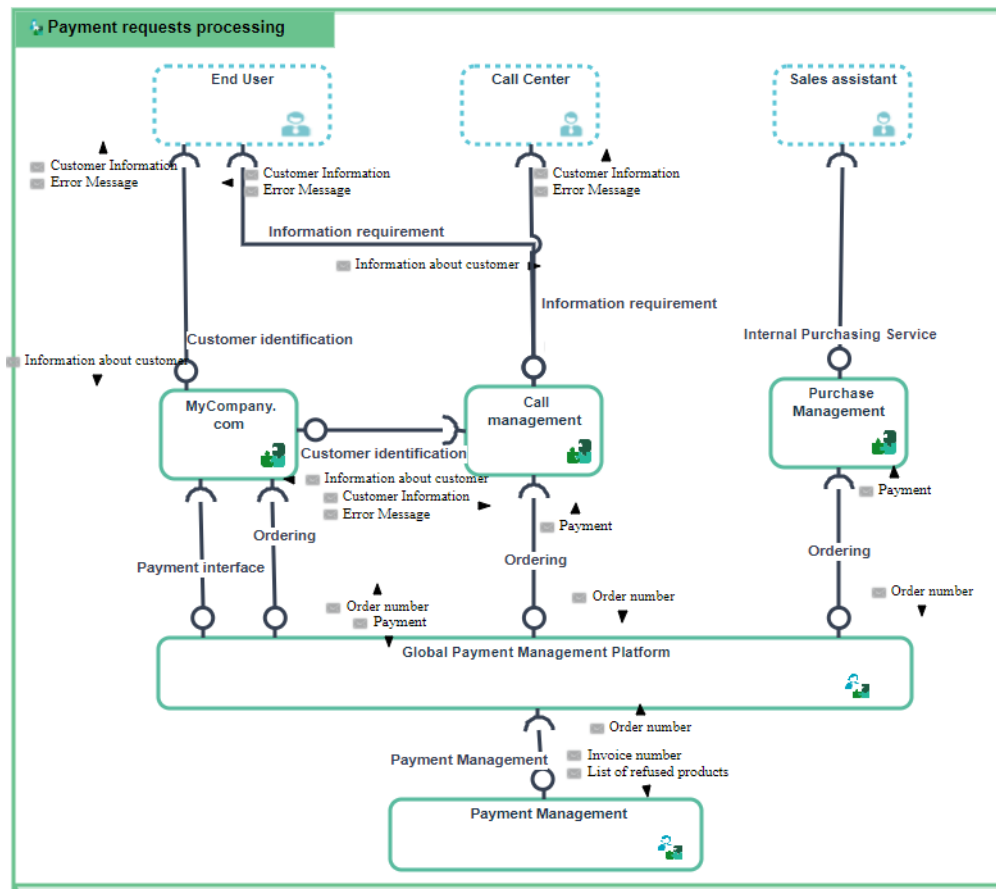 Payment requests processing
End User
Call Center
Sales assistant
Customer Information
Error Message
Customer Information
Error Message
Customer Information
Error Message
Information requirement
Information about customer
Information requirement
Internal Purchasing Service
Customer identification
Information about customer
MyCompany.
com
Call
management
Purchase
Management
Customer identification
Information about customer
Customer Information
Error Message
Payment
Payment
Ordering
Payment interface
Ordering
Ordering
Order number
Payment
Order number
Order number
Global Payment Management Platform
Order number
Payment Management
Invoice number
List of refused products
Payment Management